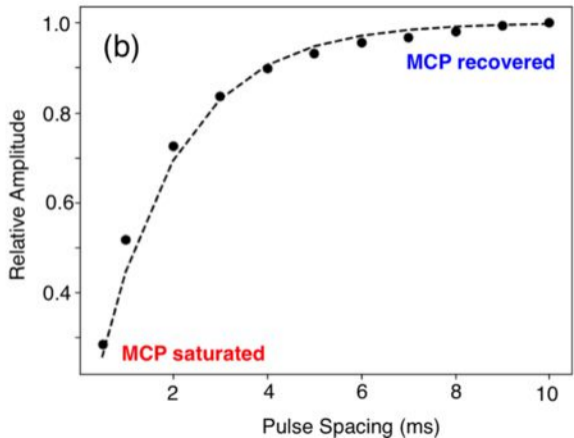 (b)
1.0
0.8
0.6
0.4
Relative Amplitude
MCP recovered
MCP saturated
2 4 6 8 10
Pulse Spacing (ms)